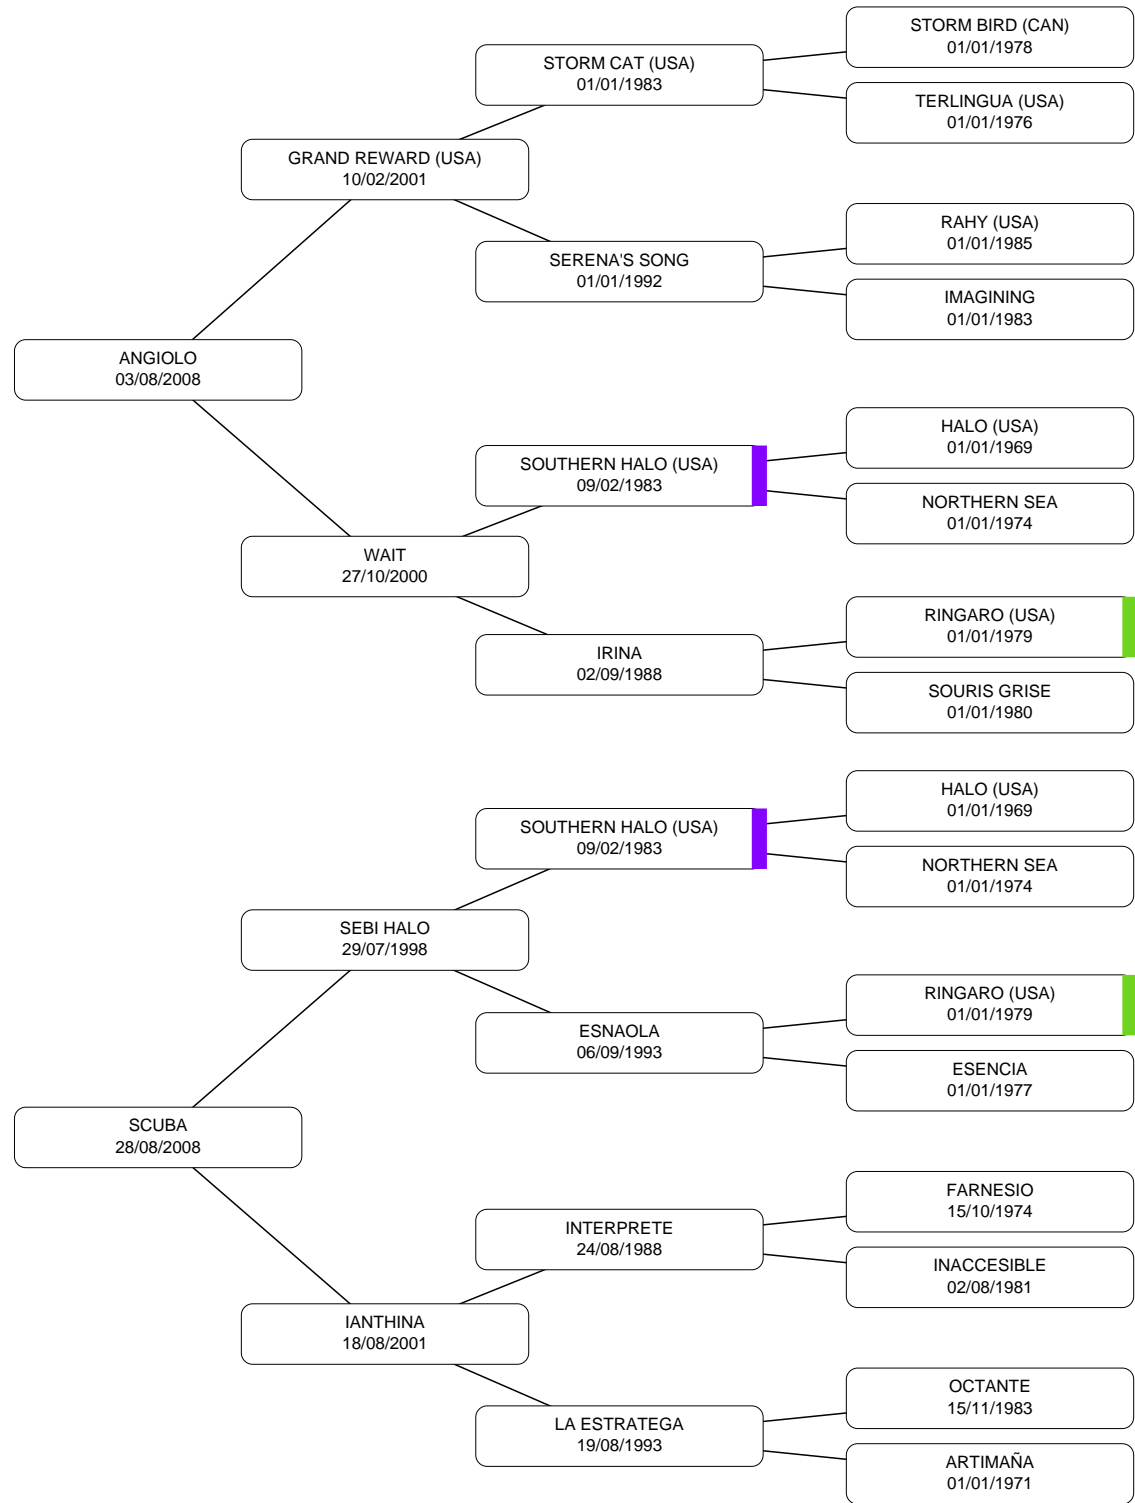 STORM BIRD (CAN)
01/01/1978
STORM CAT (USA)
01/01/1983
TERLINGUA (USA)
01/01/1976
GRAND REWARD (USA)
10/02/2001
RAHY (USA)
01/01/1985
SERENA'S SONG
01/01/1992
IMAGINING
01/01/1983
ANGIOLO
03/08/2008
HALO (USA)
01/01/1969
SOUTHERN HALO (USA)
09/02/1983
NORTHERN SEA
01/01/1974
WAIT
27/10/2000
RINGARO (USA)
01/01/1979
IRINA
02/09/1988
SOURIS GRISE
01/01/1980
HALO (USA)
01/01/1969
SOUTHERN HALO (USA)
09/02/1983
NORTHERN SEA
01/01/1974
SEBI HALO
29/07/1998
RINGARO (USA)
01/01/1979
ESNAOLA
06/09/1993
ESENCIA
01/01/1977
SCUBA
28/08/2008
FARNESIO
15/10/1974
INTERPRETE
24/08/1988
INACCESIBLE
02/08/1981
IANTHINA
18/08/2001
OCTANTE
15/11/1983
LA ESTRATEGA
19/08/1993
ARTIMAÑA
01/01/1971